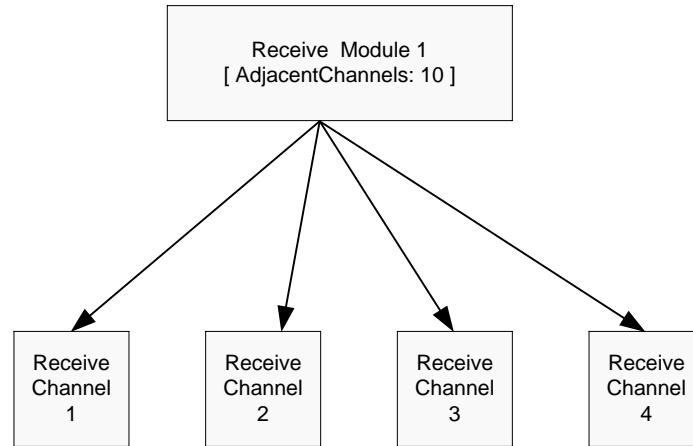 Receive Module 1
[ AdjacentChannels: 10 ]
Receive
Channel
1
Receive
Channel
2
Receive
Channel
3
Receive
Channel
4